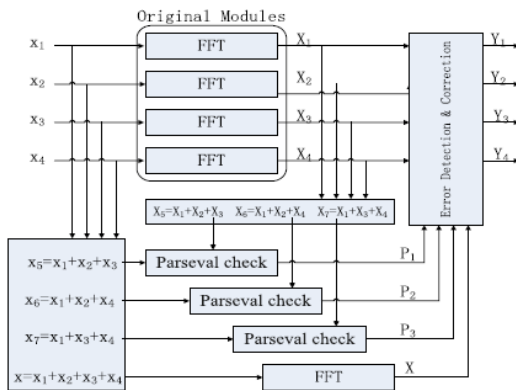 Original Modules
x1 FFT X1 Y1
x2 FFT X2 Y2
x3 FFT X3 Y3
x4 FFT X4 Y4
Error Detection & Correction
X5=X1+X2+X3 X6=X1+X2+X4 X7=X1+X3+X4
x5=x1+x2+x3 Parseval check P1
x6=x1+x2+x4 Parseval check P2
x7=x1+x3+x4 Parseval check P3
x=x1+x2+x3+x4 FFT X